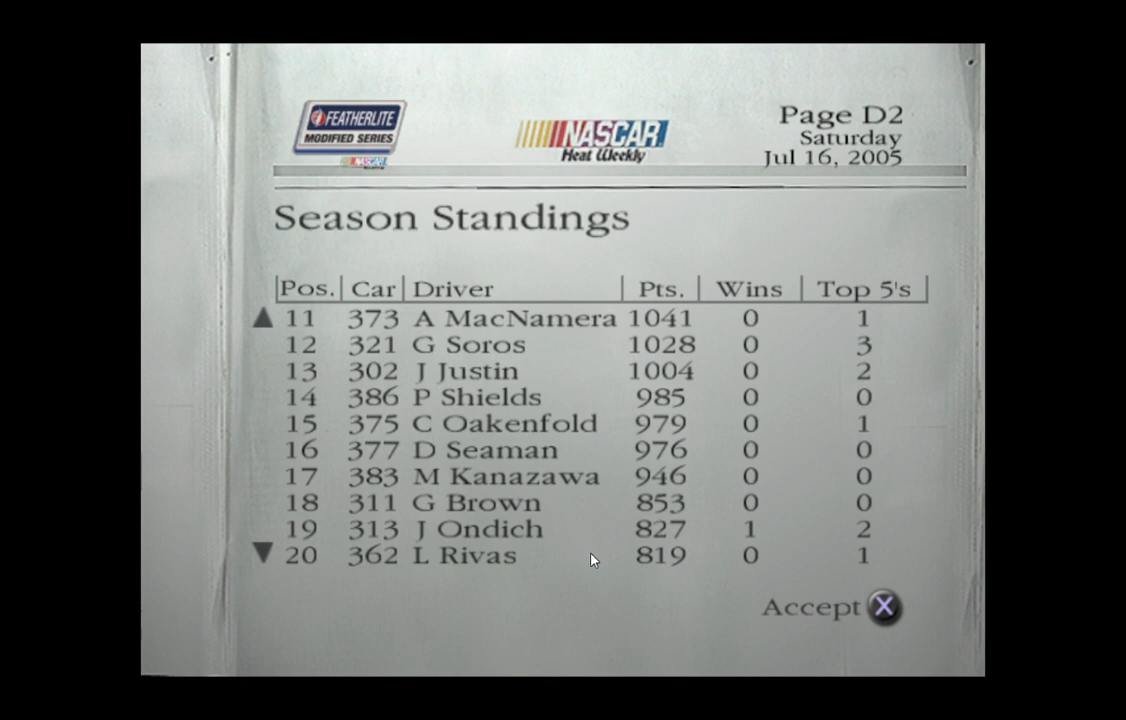 FEATHERLITE
MODIFIED SERIES
NASCAR
NASCAR
Heat Weekly
Page D2
Saturday
Jul 16, 2005
Season Standings
Pos. Car Driver Pts. Wins Top 5's
11 373 A MacNamera 1041 0 1
12 321 G Soros 1028 0 3
13 302 J Justin 1004 0 2
14 386 P Shields 985 0 0
15 375 C Oakenfold 979 0 1
16 377 D Seaman 976 0 0
17 383 M Kanazawa 946 0 0
18 311 G Brown 853 0 0
19 313 J Ondich 827 1 2
20 362 L Rivas 819 0 1
Accept X